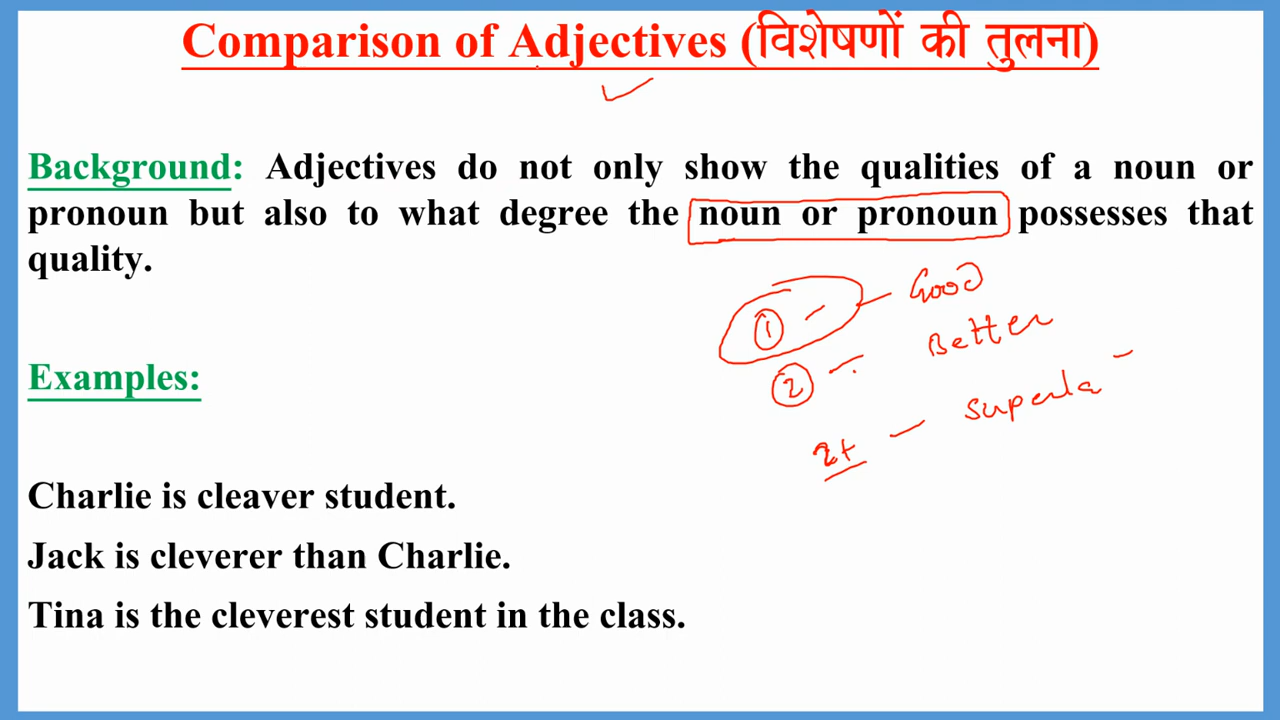 Comparison of Adjectives (विशेषणों की तुलना)
Background: Adjectives do not only show the qualities of a noun or
pronoun but also to what degree the noun or pronoun possesses that
quality.
1 - Good
2 - Better
2+ - Superla -
Examples:
Charlie is cleaver student.
Jack is cleverer than Charlie.
Tina is the cleverest student in the class.